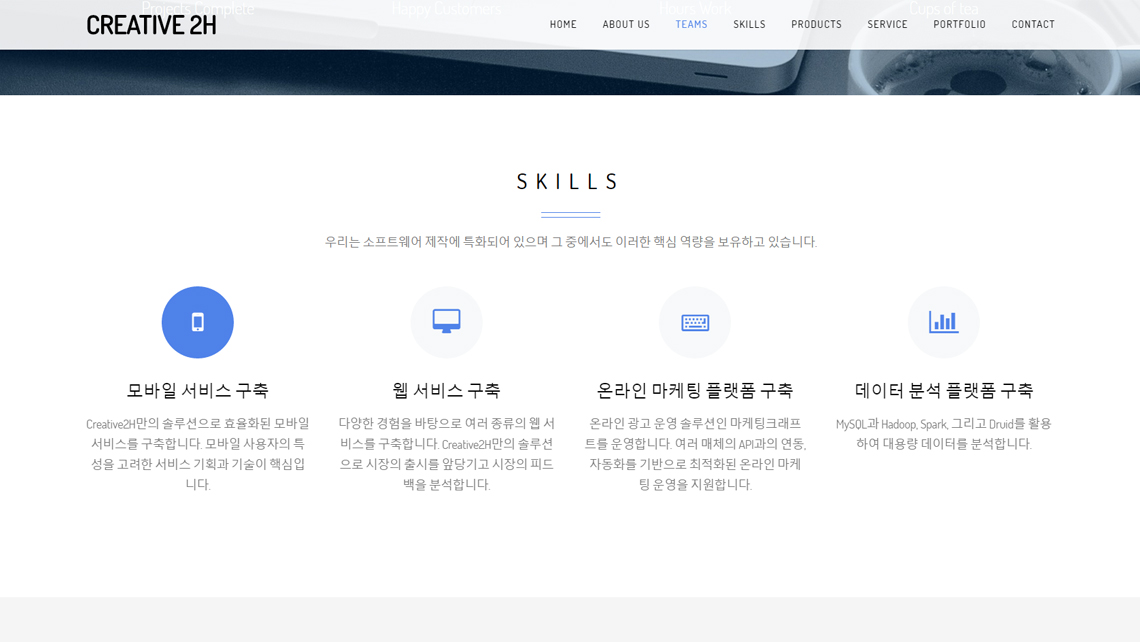 Projects Complete
Happy Customers
Hours Work
Cups of tea
CREATIVE 2H
HOME
ABOUT US
TEAMS
SKILLS
PRODUCTS
SERVICE
PORTFOLIO
CONTACT
SKILLS
우리는 소프트웨어 제작에 특화되어 있으며 그 중에서도 이러한 핵심 역량을 보유하고 있습니다.
모바일 서비스 구축
Creative2H만의 솔루션으로 효율화된 모바일
서비스를 구축합니다. 모바일 사용자의 특
성을 고려한 서비스 기획과 기술이 핵심입
니다.
웹 서비스 구축
다양한 경험을 바탕으로 여러 종류의 웹 서
비스를 구축합니다. Creative2H만의 솔루션
으로 시장의 출시를 앞당기고 시장의 피드
백을 분석합니다.
온라인 마케팅 플랫폼 구축
온라인 광고 운영 솔루션인 마케팅크래프
트를 운영합니다. 여러 매체의 API과의 연동,
자동화를 기반으로 최적화된 온라인 마케
팅 운영을 지원합니다.
데이터 분석 플랫폼 구축
MySQL과 Hadoop, Spark, 그리고 Druid를 활용
하여 대용량 데이터를 분석합니다.